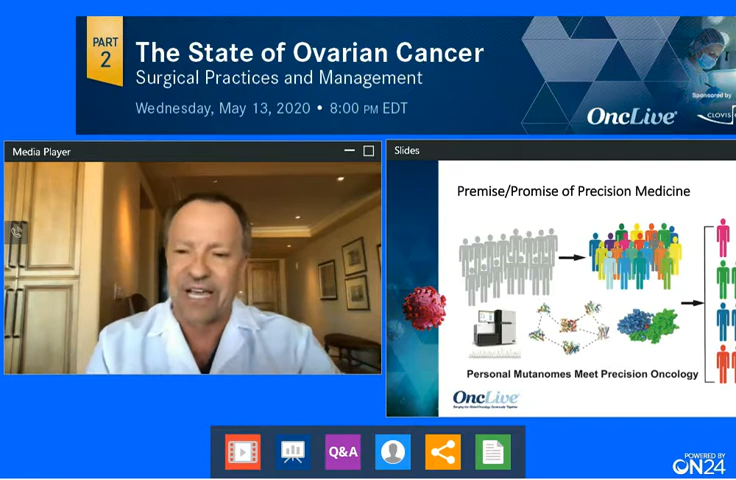 PART
2
The State of Ovarian Cancer
Surgical Practices and Management
Wednesday, May 13, 2020 • 8:00 PM EDT
Sponsored by
OncLive®
CLOVIS
Media Player
Slides
Premise/Promise of Precision Medicine
Personal Mutanomes Meet Precision Oncology
OncLive
Q&A
POWERED BY
ON24